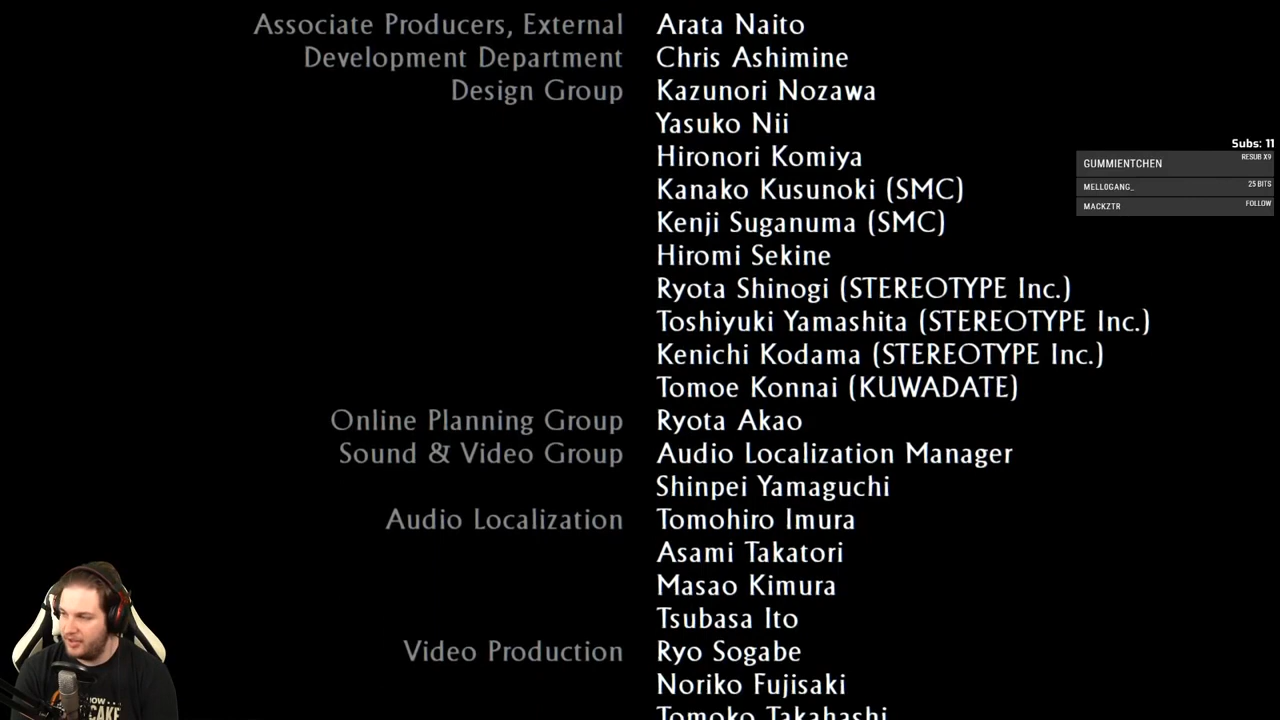 Associate Producers, External Arata Naito
Development Department Chris Ashimine
Design Group Kazunori Nozawa
Yasuko Nii
Hironori Komiya
Kanako Kusunoki (SMC)
Kenji Suganuma (SMC)
Hiromi Sekine
Ryota Shinogi (STEREOTYPE Inc.)
Toshiyuki Yamashita (STEREOTYPE Inc.)
Kenichi Kodama (STEREOTYPE Inc.)
Tomoe Konnai (KUWADATE)
Online Planning Group Ryota Akao
Sound & Video Group Audio Localization Manager
Shinpei Yamaguchi
Audio Localization Tomohiro Imura
Asami Takatori
Masao Kimura
Tsubasa Ito
Video Production Ryo Sogabe
Noriko Fujisaki
Tomoko Takahashi
Subs: 11
GUMMIENTCHEN RESUB X9
MELL0GANG_ 25 BITS
MACKZTR FOLLOW